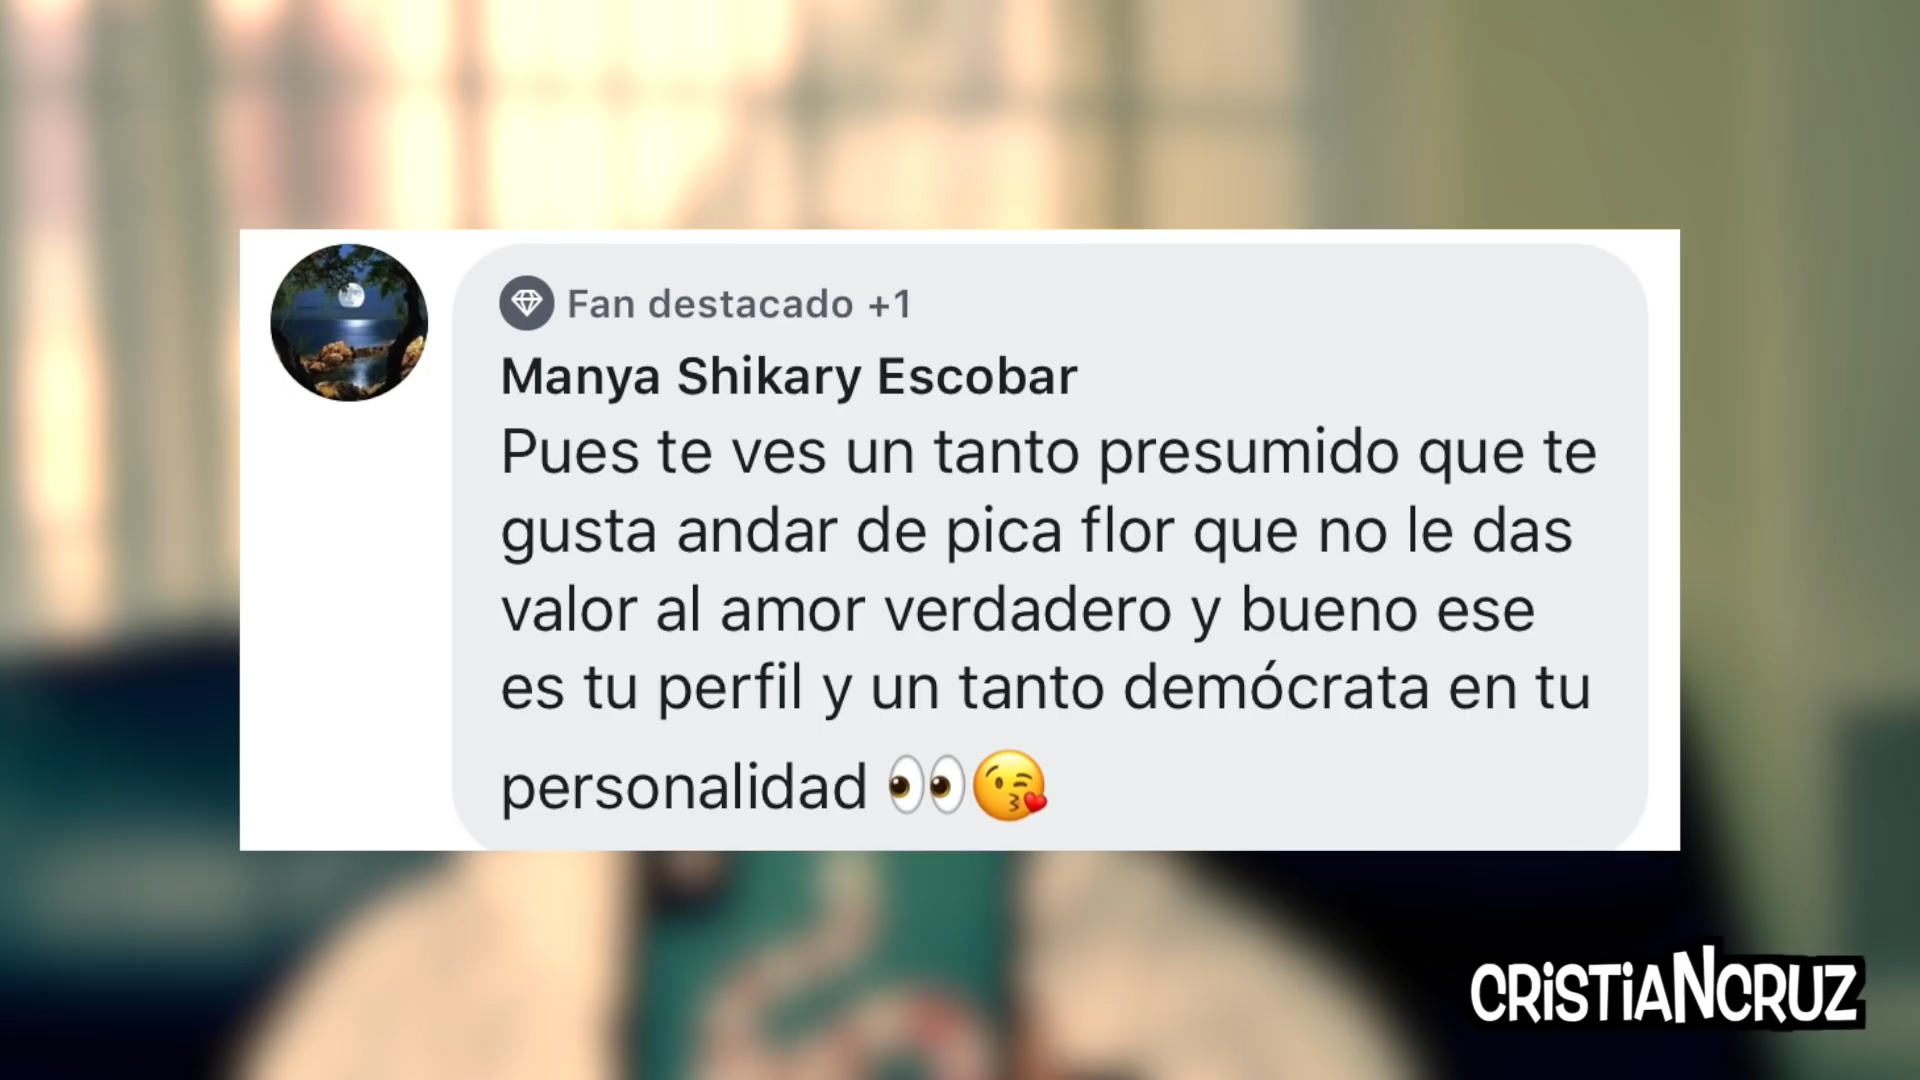 Fan destacado +1
Manya Shikary Escobar
Pues te ves un tanto presumido que te
gusta andar de pica flor que no le das
valor al amor verdadero y bueno ese
es tu perfil y un tanto demócrata en tu
personalidad 👀😘
CRiSTiANCRUZ